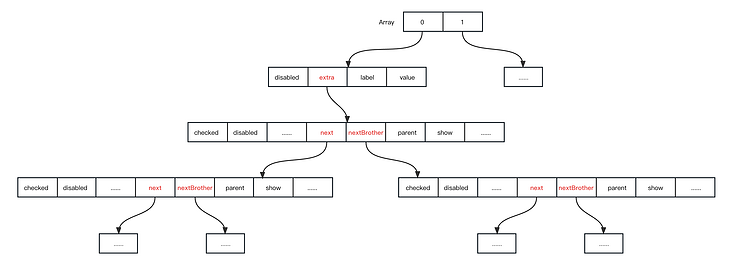 Array 0 1
disabled extra label value
......
checked disabled ...... next nextBrother parent show ......
checked disabled ...... next nextBrother parent show ......
checked disabled ...... next nextBrother parent show ......
...... ...... ...... ......